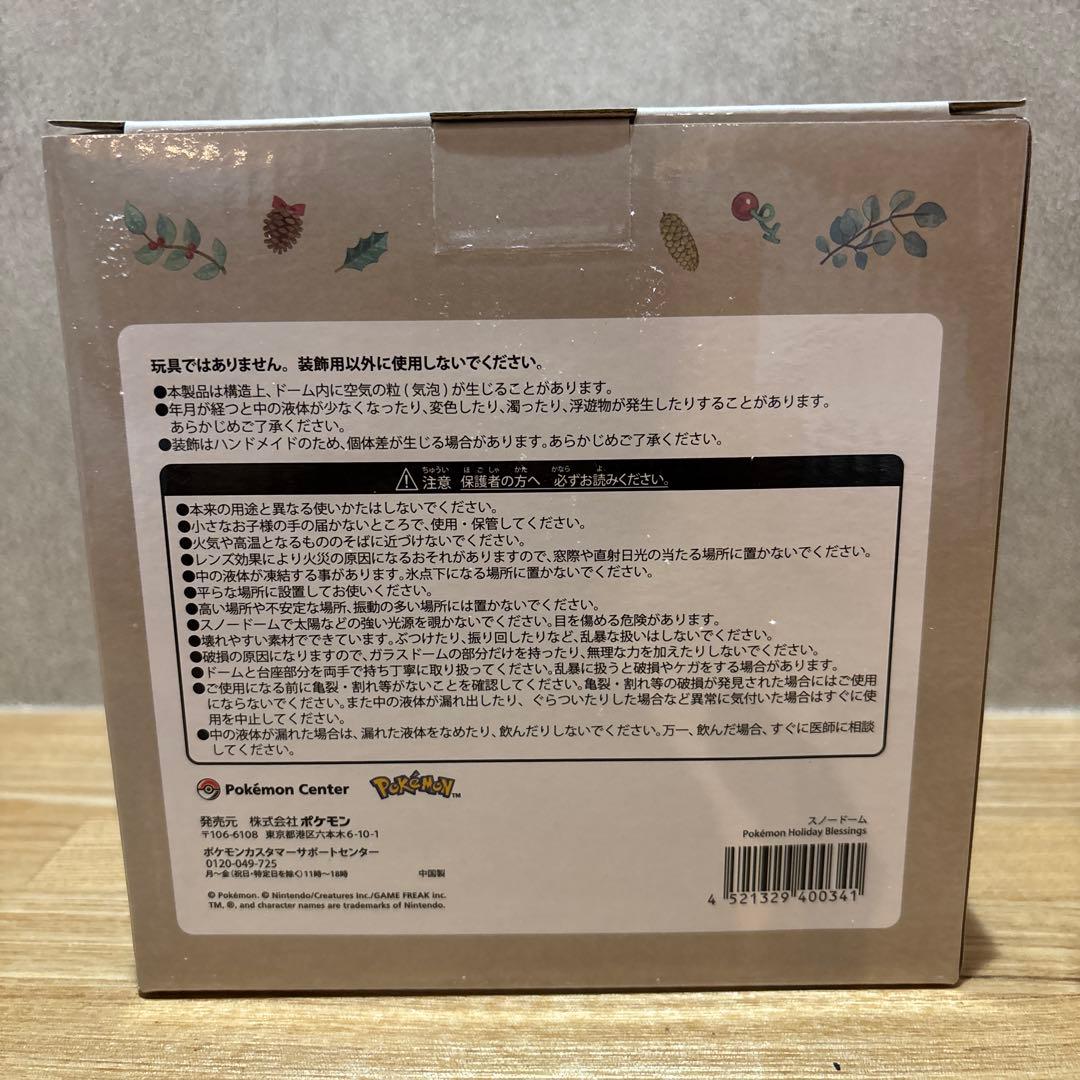 玩具ではありません。装飾用以外に使用しないでください。
●本製品は構造上、ドーム内に空気の粒(気泡)が生じることがあります。
●年月が経つと中の液体が少なくなったり、変色したり、濁ったり、浮遊物が発生したりすることがあります。
あらかじめご了承ください。
●装飾はハンドメイドのため、個体差が生じる場合があります。あらかじめご了承ください。
ちゅうい ほごしゃ かた かなら よ
注意 保護者の方へ 必ずお読みください。
●本来の用途と異なる使いかたはしないでください。
●小さなお子様の手の届かないところで、使用・保管してください。
●火気や高温となるもののそばに近づけないでください。
●レンズ効果により火災の原因になるおそれがありますので、窓際や直射日光の当たる場所に置かないでください。
●中の液体が凍結する事があります。氷点下になる場所に置かないでください。
●平らな場所に設置してお使いください。
●高い場所や不安定な場所、振動の多い場所には置かないでください。
●スノードームで太陽などの強い光源を覗かないでください。目を傷める危険があります。
●壊れやすい素材でできています。ぶつけたり、振り回したりなど、乱暴な扱いはしないでください。
●破損の原因になりますので、ガラスドームの部分だけを持ったり、無理な力を加えたりしないでください。
●ドームと台座部分を両手で持ち丁寧に取り扱ってください。乱暴に扱うと破損やケガをする場合があります。
●ご使用になる前に亀裂・割れ等がないことを確認してください。亀裂・割れ等の破損が発見された場合にはご使用
にならないでください。また中の液体が漏れ出したり、ぐらついたりした場合など異常に気付いた場合はすぐに使
用を中止してください。
●中の液体が漏れた場合は、漏れた液体をなめたり、飲んだりしないでください。万一、飲んだ場合、すぐに医師に相談
してください。
Pokémon Center POKéMON™
発売元 株式会社ポケモン
〒106-6108 東京都港区六本木6-10-1
ポケモンカスタマーサポートセンター
0120-049-725
月~金(祝日・特定日を除く)11時~18時 中国製
© Pokémon. © Nintendo/Creatures Inc./GAME FREAK inc.
TM, ®, and character names are trademarks of Nintendo.
スノードーム
Pokémon Holiday Blessings
4 521329 400341